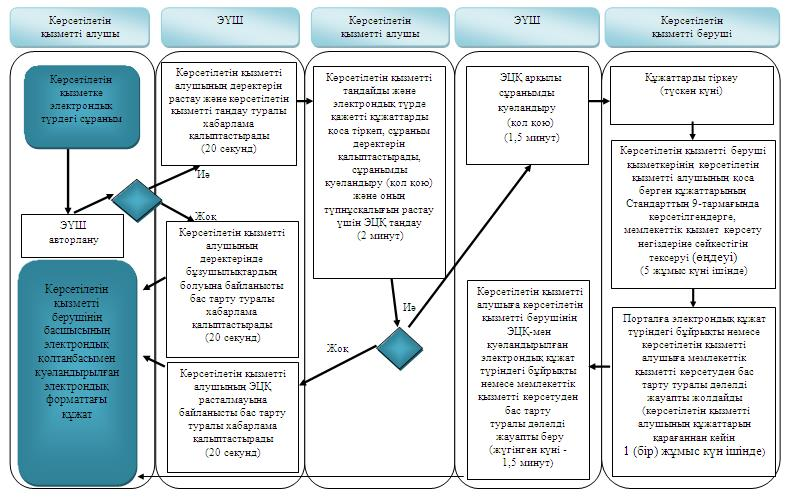 Көрсетілетін
қызметті алушы
ЭҮШ
Көрсетілетін
қызметті алушы
ЭҮШ
Көрсетілетін
қызметті беруші
Көрсетілетін
қызметке
электрондық
түрдегі сұраным
ЭҮШ
авторлану
Көрсетілетін
қызметті
берушінің
басшысының
электрондық
қолтаңбасымен
куәландырылған
электрондық
форматтағы
құжат
Көрсетілетін қызметті
алушының деректерін
растау және көрсетілетін
қызметті таңдау туралы
хабарлама
қалыптастырады
(20 секунд)
Иә
Жоқ
Көрсетілетін қызметті
алушының
деректерінде
бұзушылықтардың
болуына байланысты
бас тарту туралы
хабарлама
қалыптастырады
(20 секунд)
Көрсетілетін қызметті
алушының ЭЦҚ
расталмауына
байланысты бас тарту
туралы хабарлама
қалыптастырады
(20 секунд)
Көрсетілетін қызметті
таңдайды және
электрондық түрде
қажетті құжаттарды
қоса тіркеп, сұраным
деректерін
қалыптастырады,
сұранымды
куәландыру (қол қою)
және оның
түпнұсқалығын растау
үшін ЭЦҚ таңдау
(2 минут)
Иә
Жоқ
ЭЦҚ арқылы
сұранымды
куәландыру
(қол қою)
(1,5 минут)
Көрсетілетін қызметті
алушыға көрсетілетін
қызметті берушінің
ЭЦҚ-мен
куәландырылған
электрондық құжат
түріндегі бұйрықты
немесе мемлекеттік
қызметті көрсетуден
бас тарту
туралы дәлелді
жауапты беру
(жүгінген күні -
1,5 минут)
Құжаттарды тіркеу
(түскен күні)
Көрсетілетін қызметті беруші
қызметкерінің көрсетілетін
қызметті алушының қоса
берген құжаттарының
Стандарттың 9-тармағында
көрсетілгендерге,
мемлекеттік қызмет көрсету
негіздеріне сәйкестігін
тексеруі (өңдеуі)
(5 жұмыс күні ішінде)
Порталға электрондық құжат
түріндегі бұйрықты немесе
көрсетілетін қызметті
алушыға мемлекеттік
қызметті көрсетуден бас
тарту туралы дәлелді
жауапты жолдайды
(көрсетілетін қызметті
алушының құжаттарын
қарағаннан кейін
1 (бір) жұмыс күн ішінде)